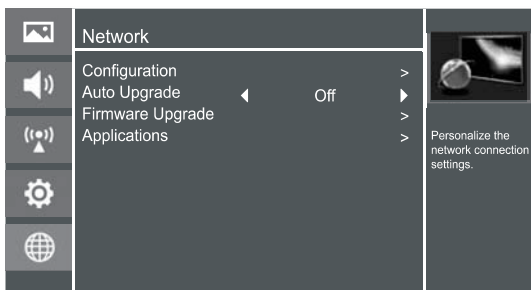 Network
Configuration >
Auto Upgrade Off
Firmware Upgrade >
Applications >
Personalize the
network connection
settings.